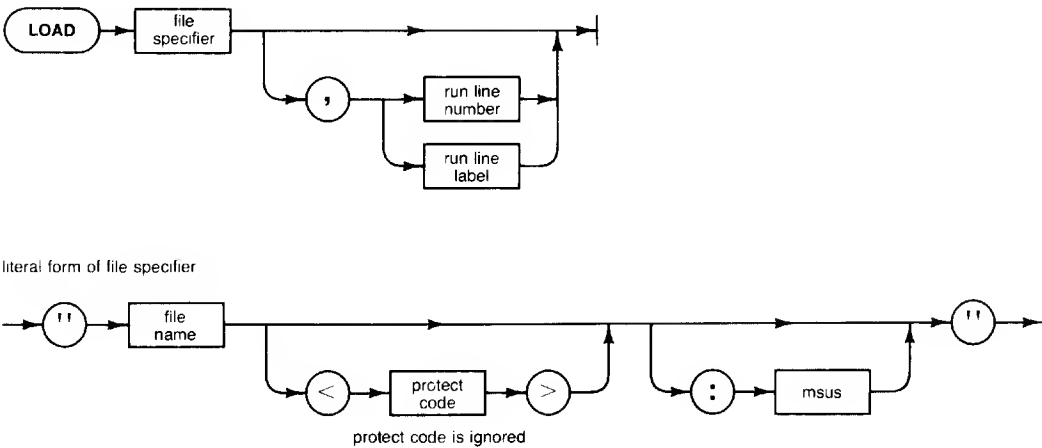 LOAD
file
specifier
,
run line
number
run line
label
literal form of file specifier
"
file
name
<
protect
code
>
protect code is ignored
:
msus
"